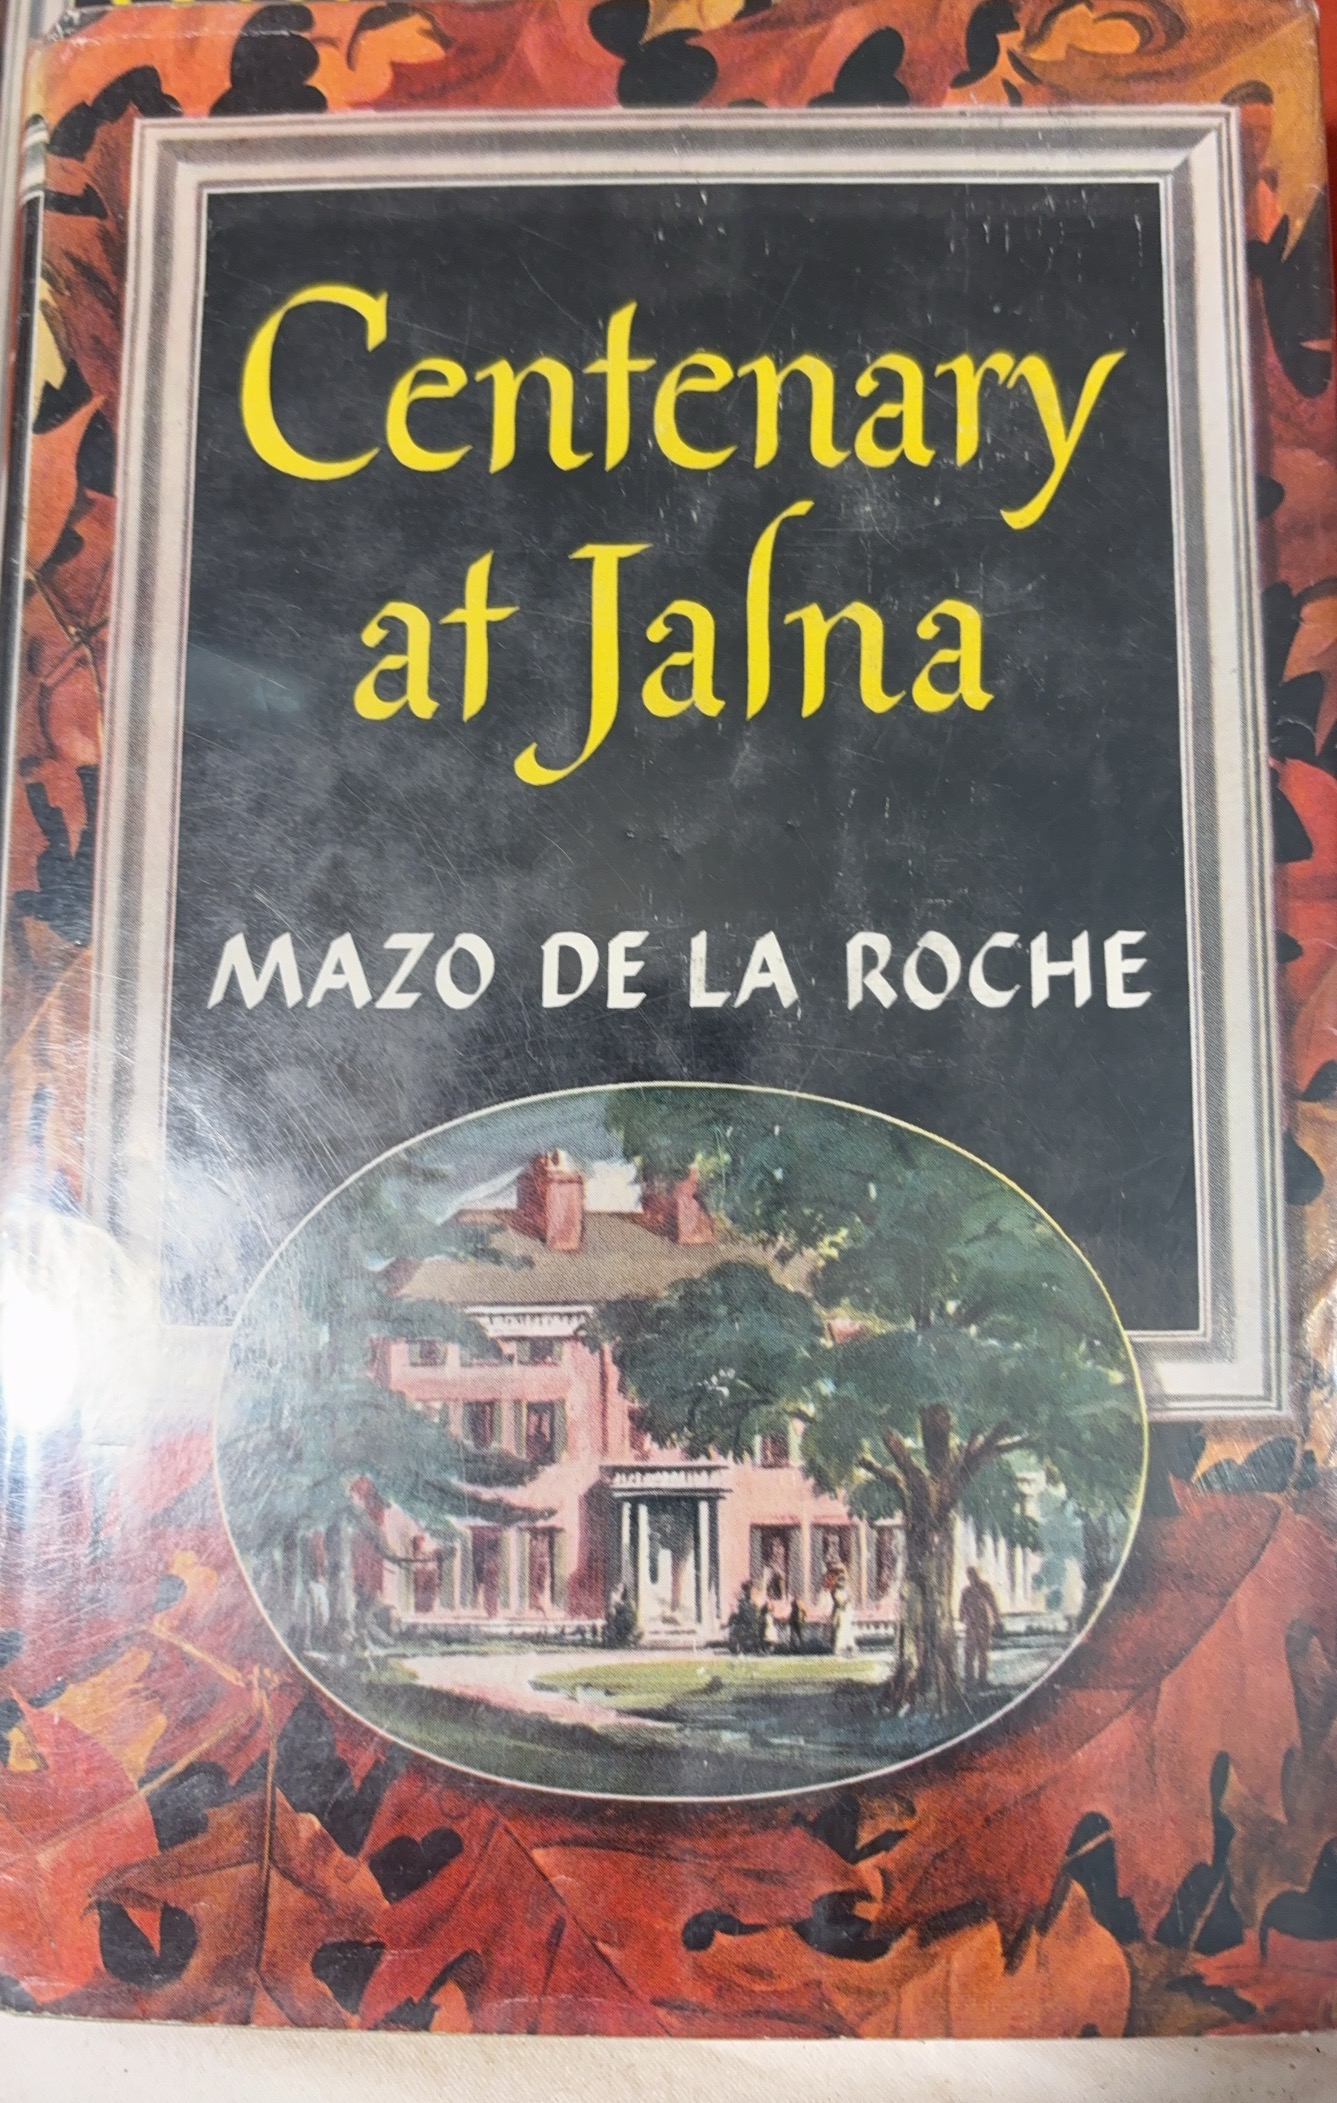 Centenary
at Jalna
MAZO DE LA ROCHE